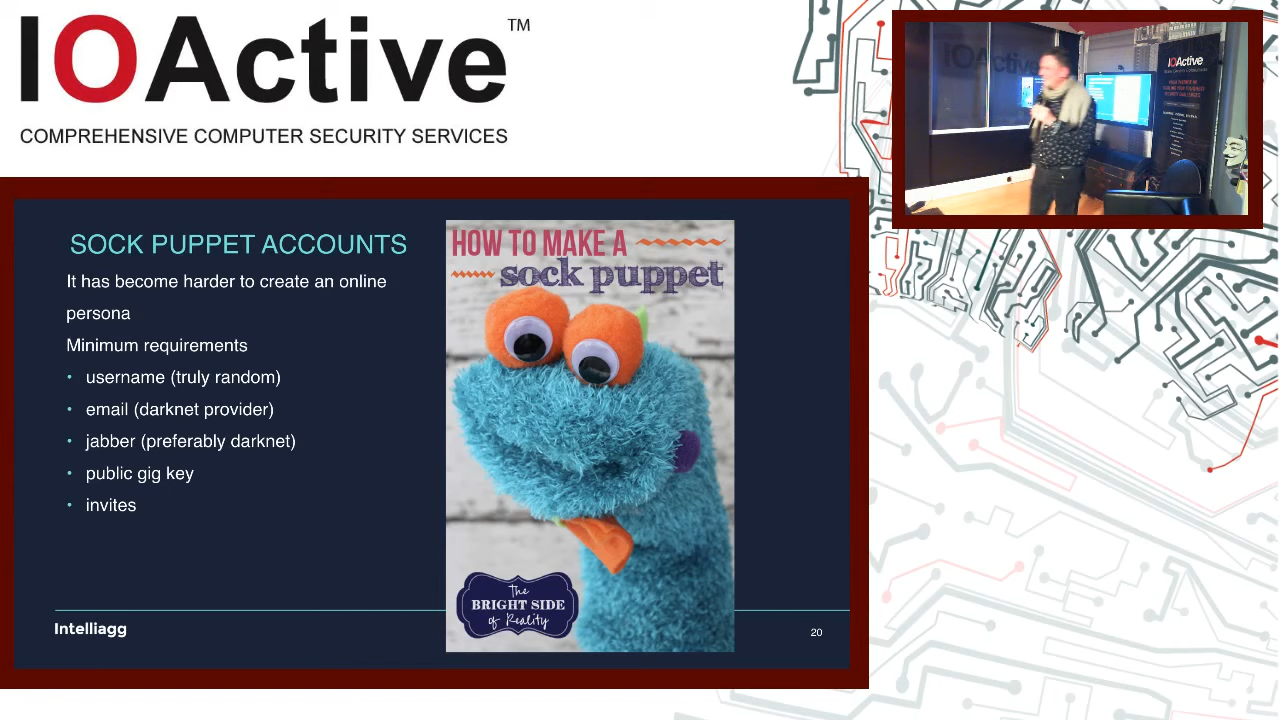 IOActive™
COMPREHENSIVE COMPUTER SECURITY SERVICES
SOCK PUPPET ACCOUNTS
It has become harder to create an online
persona
Minimum requirements
• username (truly random)
• email (darknet provider)
• jabber (preferably darknet)
• public gig key
• invites
Intelliagg
HOW TO MAKE A
sock puppet
The
BRIGHT SIDE
of Reality
20
IOActive
IOActive